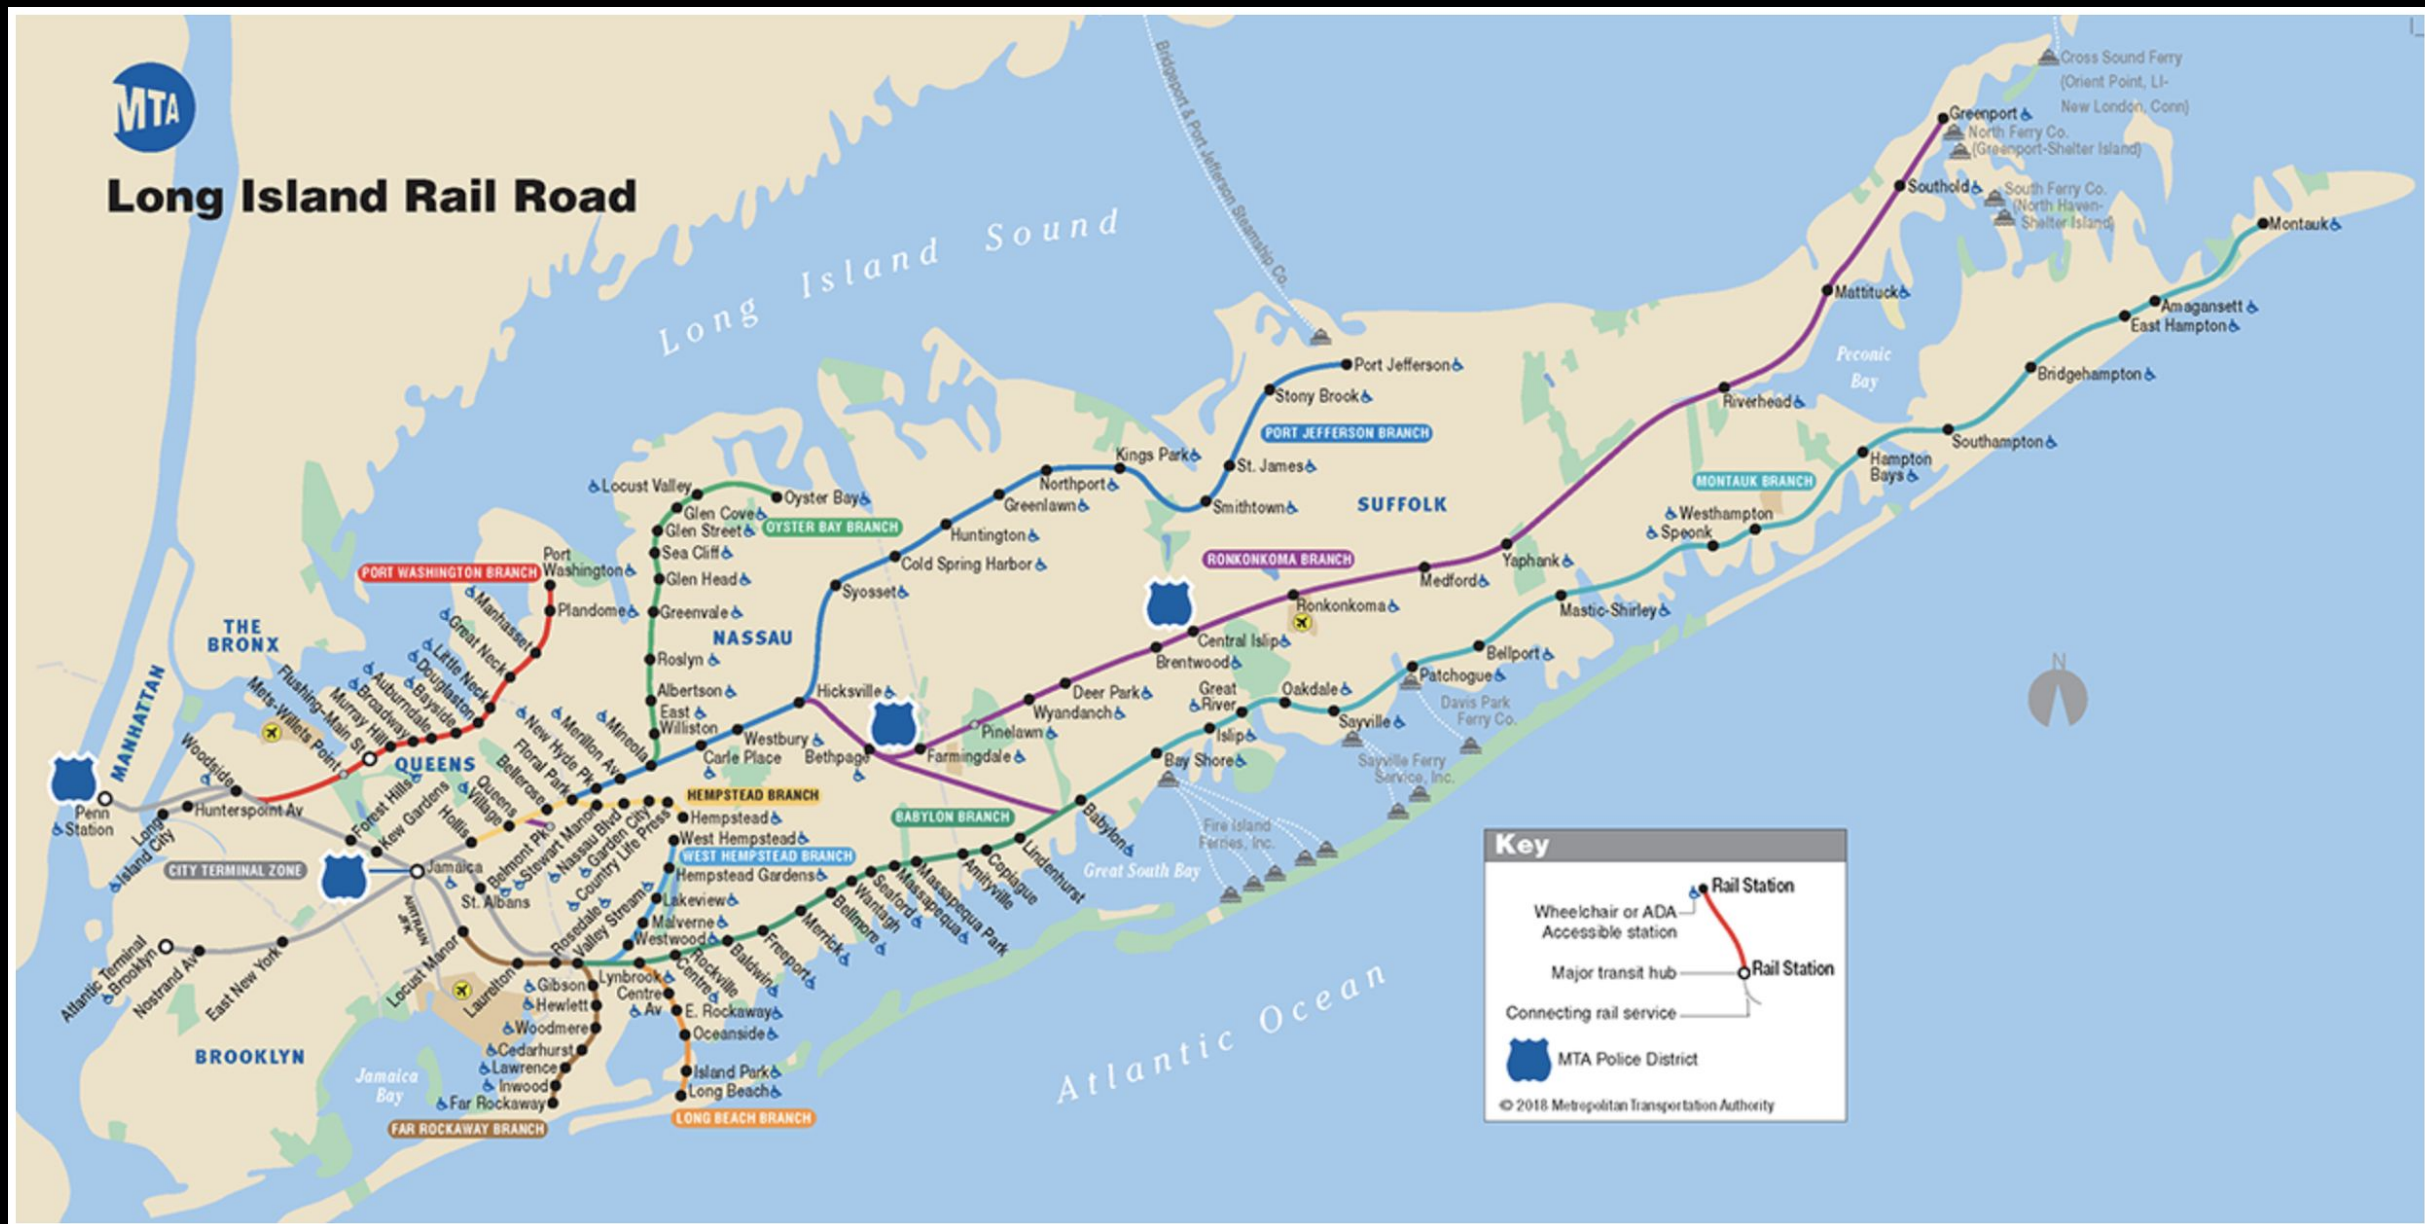 MTA
Long Island Rail Road
Long Island Sound
Bridgeport & Port Jefferson Steamship Co.
Cross Sound Ferry
(Orient Point, LI-
New London, Conn)
Greenport
North Ferry Co.
(Greenport-Shelter Island)
Southold
South Ferry Co.
(North Haven-
Shelter Island)
Montauk
Mattituck
Amagansett
East Hampton
Peconic
Bay
Bridgehampton
Riverhead
Southampton
Hampton
Bays
MONTAUK BRANCH
Westhampton
Speonk
Port Jefferson
Stony Brook
PORT JEFFERSON BRANCH
Kings Park
St. James
Northport
Greenlawn
Smithtown
SUFFOLK
Huntington
Cold Spring Harbor
Syosset
RONKONKOMA BRANCH
Yaphank
Medford
Ronkonkoma
Mastic-Shirley
Central Islip
Brentwood
Bellport
Patchogue
Deer Park
Wyandanch
Great
River
Oakdale
Davis Park
Ferry Co.
Sayville
Islip
Pinelawn
Hicksville
Bethpage
Farmingdale
Bay Shore
Sayville Ferry
Service, Inc.
Fire Island
Ferries, Inc.
Great South Bay
Locust Valley
Oyster Bay
Glen Cove
OYSTER BAY BRANCH
Glen Street
Sea Cliff
Glen Head
Greenvale
NASSAU
Roslyn
Albertson
East
Williston
Westbury
Carle Place
Port
Washington
PORT WASHINGTON BRANCH
Plandome
Manhasset
Great Neck
Little Neck
Douglaston
Bayside
Auburndale
Broadway
Murray Hill
Flushing-Main St
Mets-Willets Point
Woodside
THE
BRONX
MANHATTAN
QUEENS
Penn
Station
Hunterspoint Av
Long
Island City
Forest Hills
Kew Gardens
CITY TERMINAL ZONE
Jamaica
AIRTRAIN
JFK
Mineola
Merillon Av
New Hyde Pk
Floral Park
Bellerose
Queens
Village
Hollis
Belmont Pk
Stewart Manor
Nassau Blvd
Garden City
Country Life Press
HEMPSTEAD BRANCH
Hempstead
West Hempstead
WEST HEMPSTEAD BRANCH
Hempstead Gardens
Lakeview
Malverne
Westwood
St. Albans
Rosedale
Valley Stream
Locust Manor
Laurelton
Atlantic Terminal
Brooklyn
Nostrand Av
East New York
BROOKLYN
Jamaica
Bay
Gibson
Hewlett
Woodmere
Cedarhurst
Lawrence
Inwood
Far Rockaway
FAR ROCKAWAY BRANCH
Lynbrook
Centre
Av
E. Rockaway
Oceanside
Island Park
Long Beach
LONG BEACH BRANCH
Rockville
Centre
Baldwin
Freeport
Merrick
Bellmore
Wantagh
Seaford
Massapequa
Massapequa Park
Amityville
Copiague
Lindenhurst
Babylon
BABYLON BRANCH
Atlantic Ocean
N
Key
Rail Station
Wheelchair or ADA
Accessible station
Major transit hub
Rail Station
Connecting rail service
MTA Police District
© 2018 Metropolitan Transportation Authority